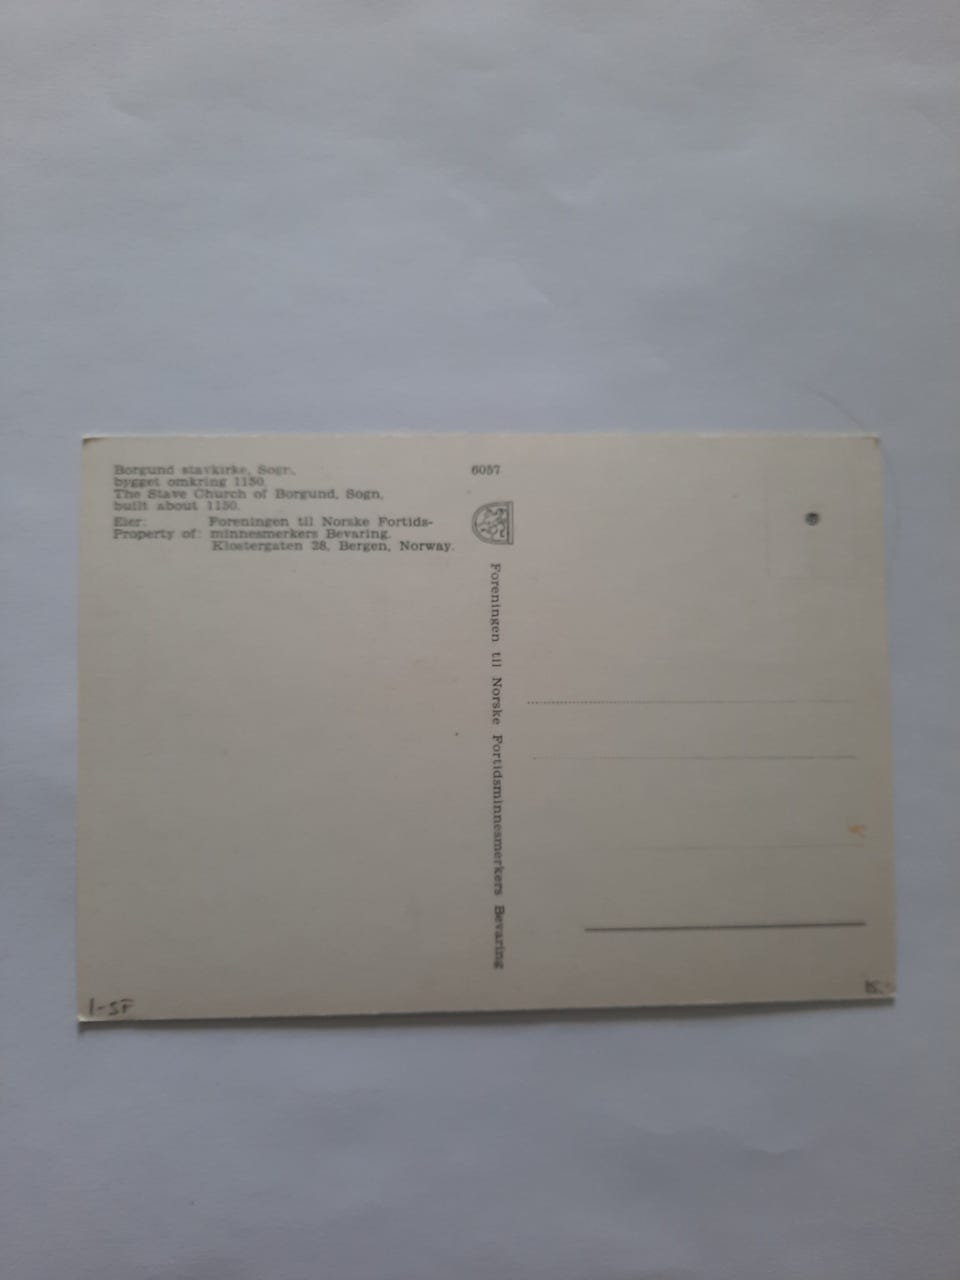 Borgund stavkirke, Sogn,
bygget omkring 1150.
The Stave Church of Borgund, Sogn,
built about 1150.
Eier: Foreningen til Norske Fortids-
Property of: minnesmerkers Bevaring.
Klostergaten 28, Bergen, Norway.
6057
Foreningen til Norske Fortidsminnesmerkers Bevaring
1-SF